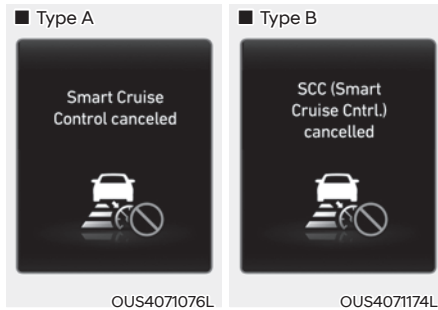 ■ Type A
Smart Cruise
Control canceled
OUS4071076L
■ Type B
SCC (Smart
Cruise Cntrl.)
cancelled
OUS4071174L